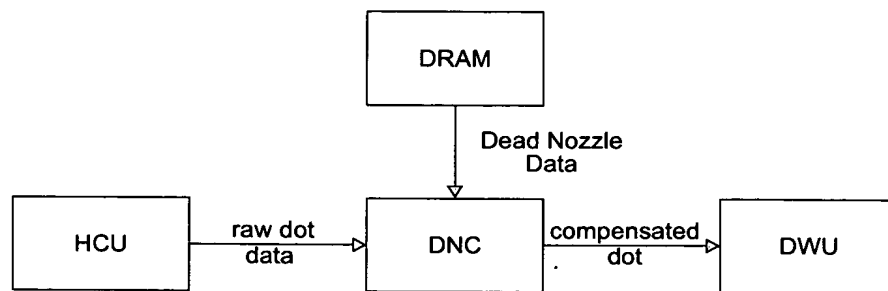 DRAM
Dead Nozzle
Data
HCU
raw dot
data
DNC
compensated
dot
DWU